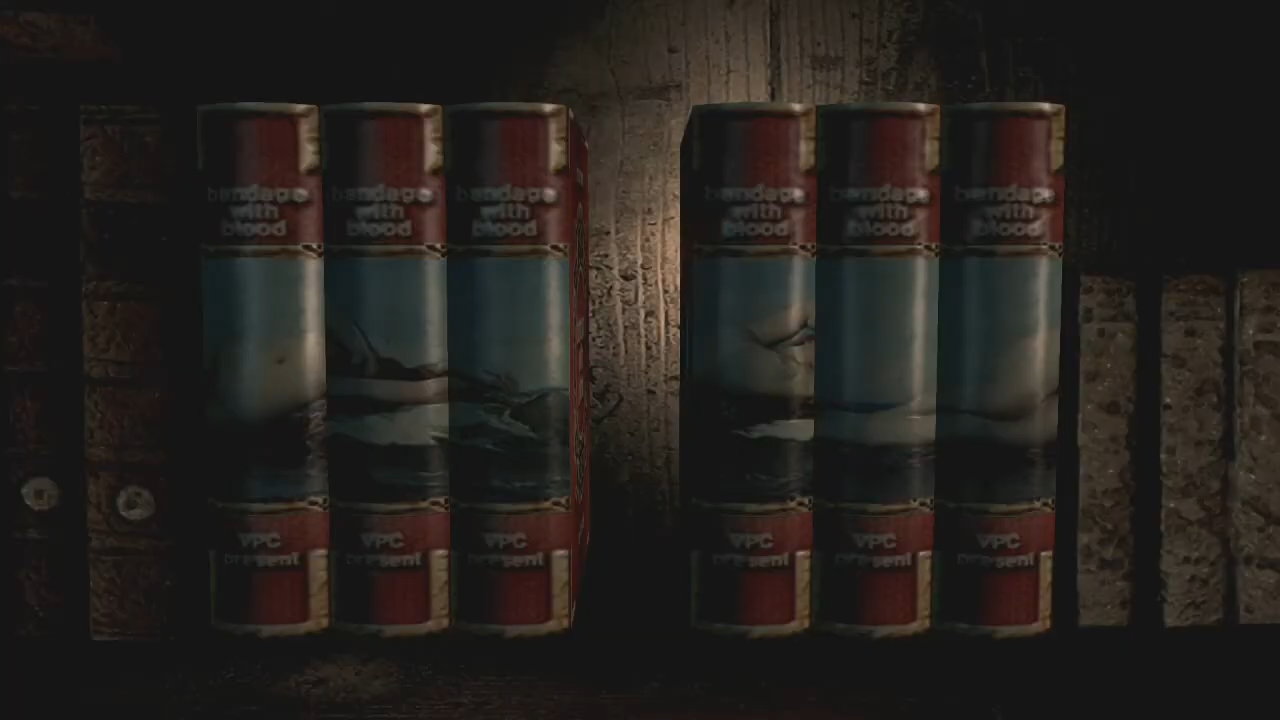 bandage
with
blood
bandage
with
blood
bandage
with
blood
bandage
with
blood
bandage
with
blood
bandage
with
blood
VPC
present
VPC
present
VPC
present
VPC
present
VPC
present
VPC
present